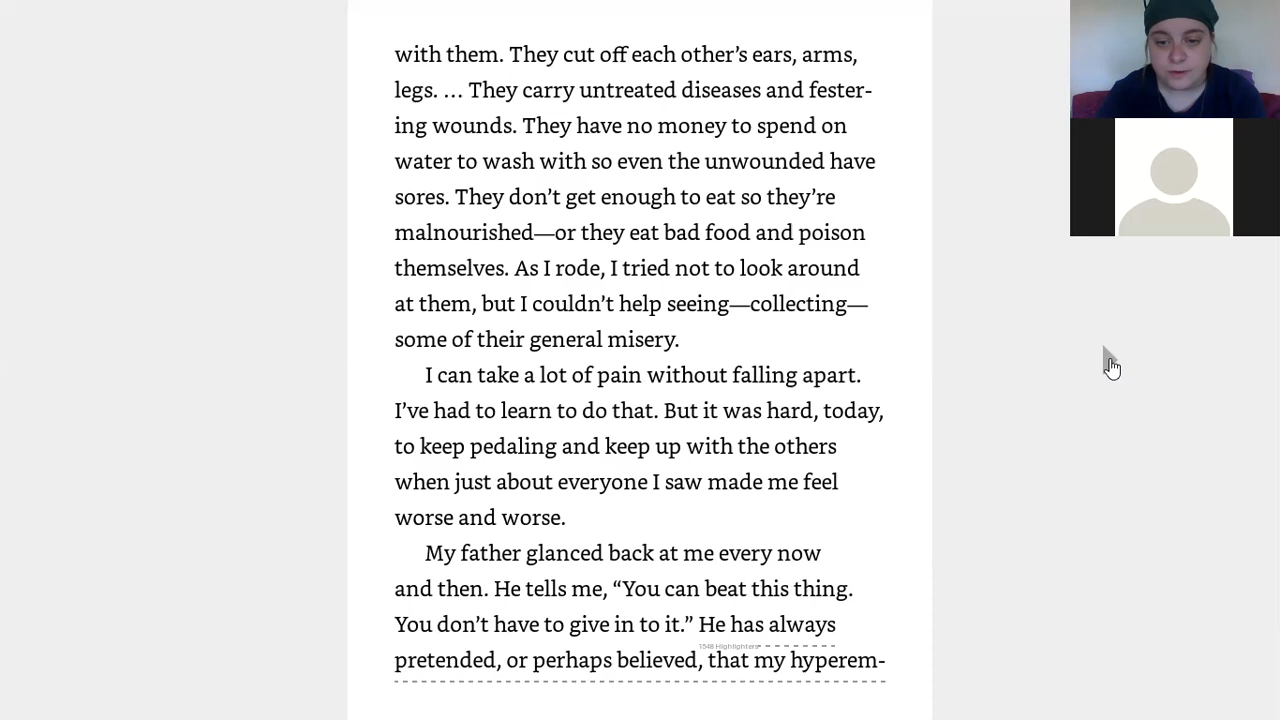 with them. They cut off each other’s ears, arms,
legs. … They carry untreated diseases and fester-
ing wounds. They have no money to spend on
water to wash with so even the unwounded have
sores. They don’t get enough to eat so they’re
malnourished—or they eat bad food and poison
themselves. As I rode, I tried not to look around
at them, but I couldn’t help seeing—collecting—
some of their general misery.
I can take a lot of pain without falling apart.
I’ve had to learn to do that. But it was hard, today,
to keep pedaling and keep up with the others
when just about everyone I saw made me feel
worse and worse.
My father glanced back at me every now
and then. He tells me, “You can beat this thing.
You don’t have to give in to it.” He has always
1548 Highlighters
pretended, or perhaps believed, that my hyperem-